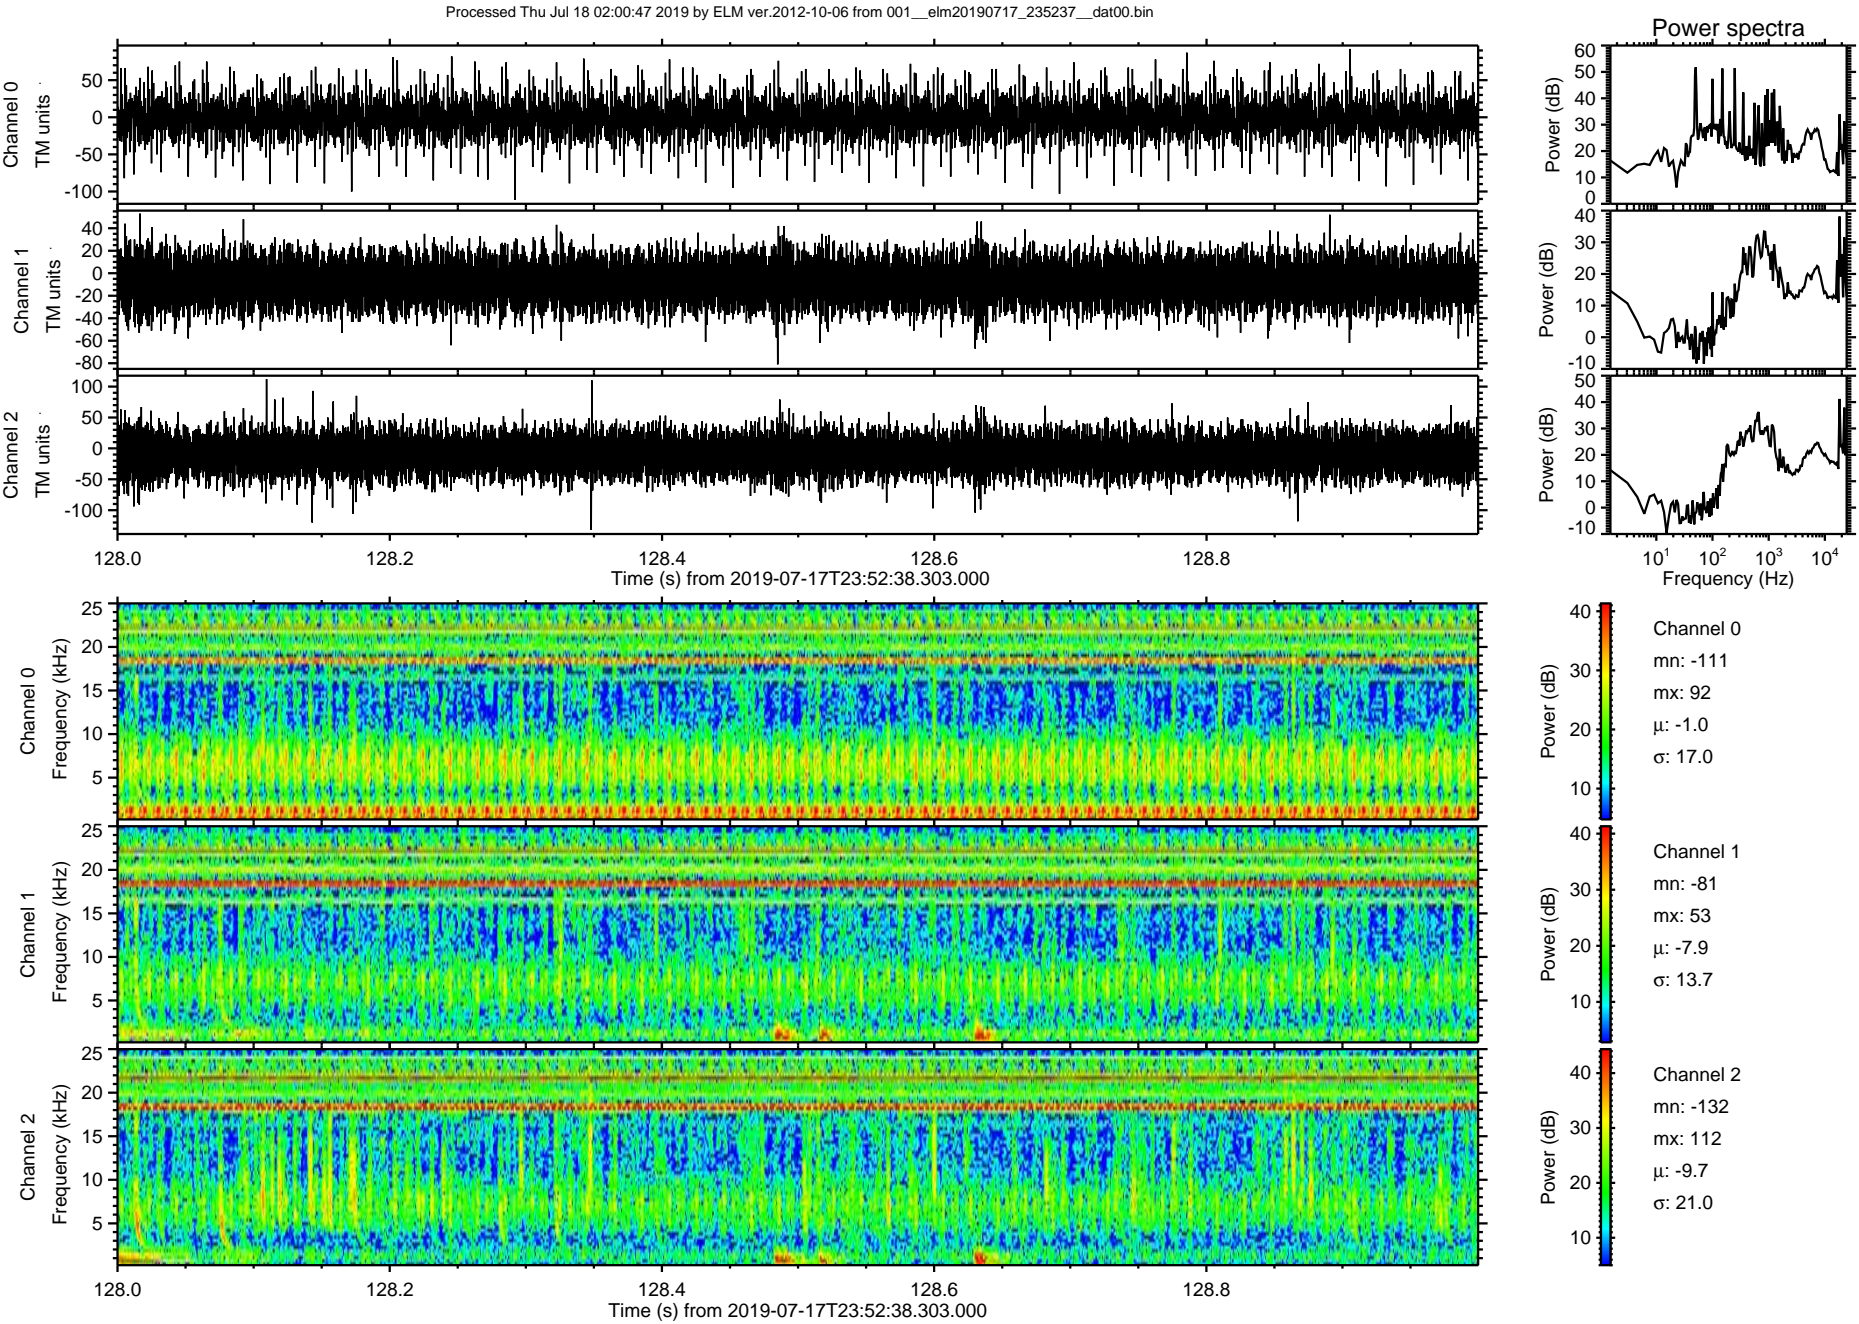 Processed Thu Jul 18 02:00:47 2019 by ELM ver.2012-10-06 from 001__elm20190717_235237__dat00.bin
Power spectra
Channel 0
TM units
50
0
-50
-100
Power (dB)
60
50
40
30
20
10
0
Channel 1
TM units
40
20
0
-20
-40
-60
-80
Power (dB)
40
30
20
10
0
-10
Channel 2
TM units
100
50
0
-50
-100
Power (dB)
50
40
30
20
10
0
-10
128.0 128.2 128.4 128.6 128.8
Time (s) from 2019-07-17T23:52:38.303.000
10¹ 10² 10³ 10⁴
Frequency (Hz)
Channel 0
Frequency (kHz)
25
20
15
10
5
Power (dB)
40
30
20
10
Channel 0
mn: -111
mx: 92
μ: -1.0
σ: 17.0
Channel 1
Frequency (kHz)
25
20
15
10
5
Power (dB)
40
30
20
10
Channel 1
mn: -81
mx: 53
μ: -7.9
σ: 13.7
Channel 2
Frequency (kHz)
25
20
15
10
5
Power (dB)
40
30
20
10
Channel 2
mn: -132
mx: 112
μ: -9.7
σ: 21.0
128.0 128.2 128.4 128.6 128.8
Time (s) from 2019-07-17T23:52:38.303.000